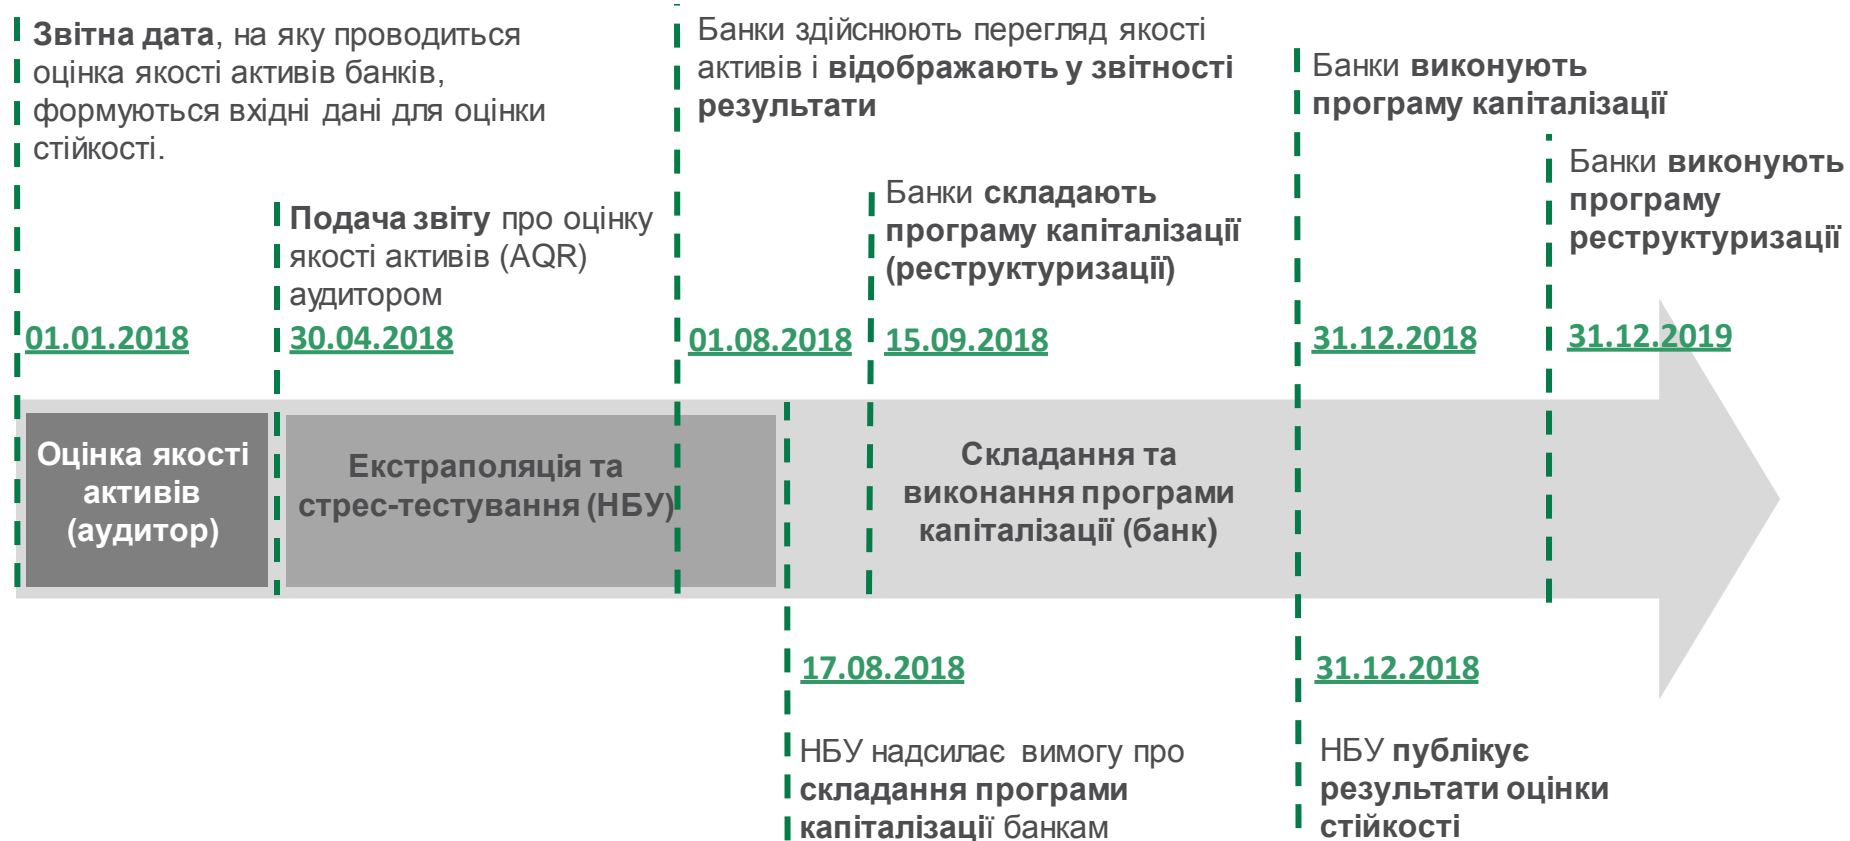 Звітна дата, на яку проводиться
оцінка якості активів банків,
формуються вхідні дані для оцінки
стійкості.
01.01.2018
Подача звіту про оцінку
якості активів (AQR)
аудитором
30.04.2018
Банки здійснюють перегляд якості
активів і відображають у звітності
результати
01.08.2018
Банки складають
програму капіталізації
(реструктуризації)
15.09.2018
Банки виконують
програму капіталізації
31.12.2018
Банки виконують
програму
реструктуризації
31.12.2019
Оцінка якості
активів
(аудитор)
Екстраполяція та
стрес-тестування (НБУ)
Складання та
виконання програми
капіталізації (банк)
17.08.2018
НБУ надсилає вимогу про
складання програми
капіталізації банкам
31.12.2018
НБУ публікує
результати оцінки
стійкості